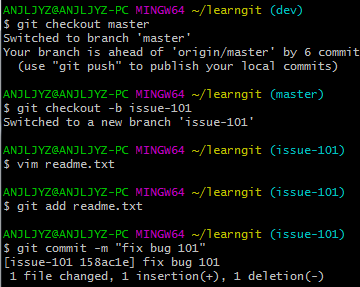 ANJLJYZ@ANJLJYZ-PC MINGW64 ~/learngit (dev)
$ git checkout master
Switched to branch 'master'
Your branch is ahead of 'origin/master' by 6 commit
(use "git push" to publish your local commits)
ANJLJYZ@ANJLJYZ-PC MINGW64 ~/learngit (master)
$ git checkout -b issue-101
Switched to a new branch 'issue-101'
ANJLJYZ@ANJLJYZ-PC MINGW64 ~/learngit (issue-101)
$ vim readme.txt
ANJLJYZ@ANJLJYZ-PC MINGW64 ~/learngit (issue-101)
$ git add readme.txt
ANJLJYZ@ANJLJYZ-PC MINGW64 ~/learngit (issue-101)
$ git commit -m "fix bug 101"
[issue-101 158ac1e] fix bug 101
1 file changed, 1 insertion(+), 1 deletion(-)